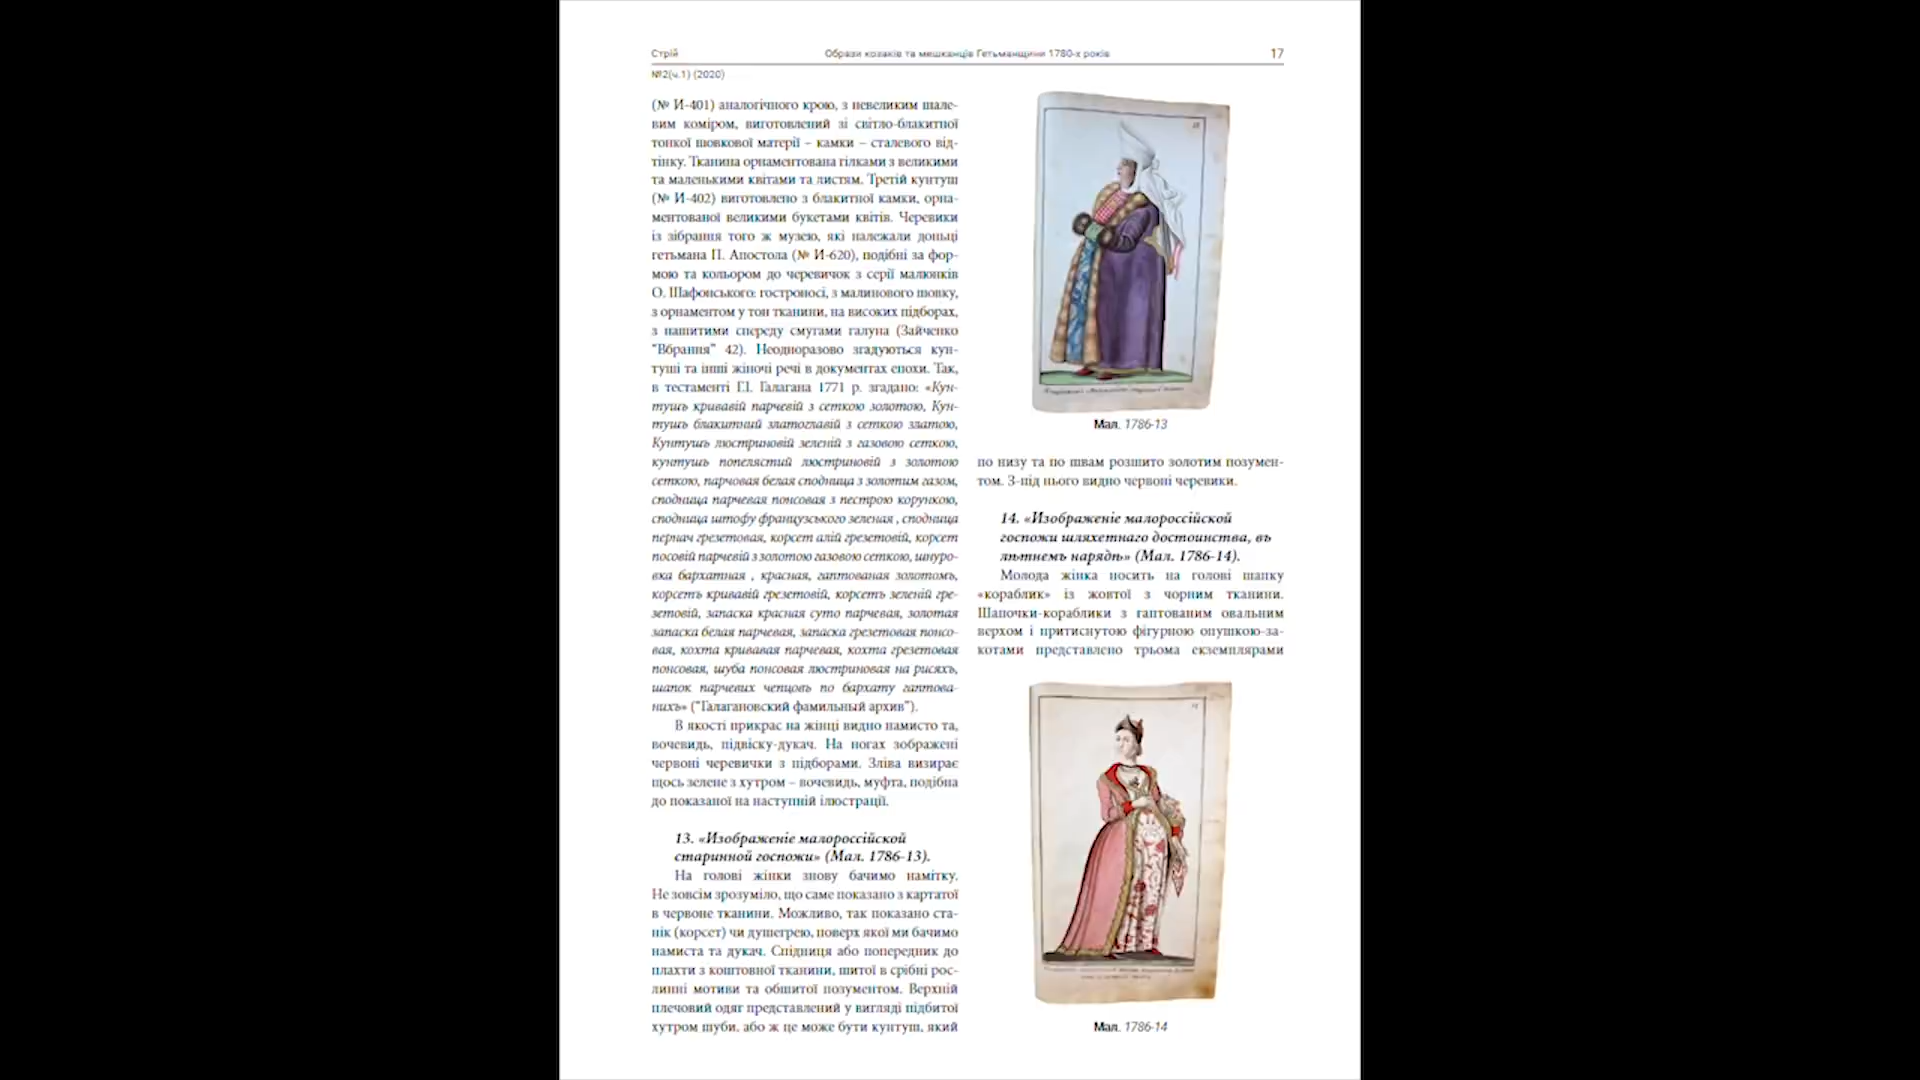 Стрій
Образи козаків та мешканців Гетьманщини 1780-х років
17
№2(ч.1) (2020)
(№ И-401) аналогічного крою, з невеликим шале-
вим коміром, виготовлений зі світло-блакитної
тонкої шовкової матерії – камки – сталевого від-
тінку. Тканина орнаментована гілками з великими
та маленькими квітами та листям. Третій кунтуш
(№ И-402) виготовлено з блакитної камки, орна-
ментованої великими букетами квітів. Черевики
із зібрання того ж музею, які належали доньці
гетьмана П. Апостола (№ И-620), подібні за фор-
мою та кольором до черевичок з серії малюнків
О. Шафонського: гостроносі, з малинового шовку,
з орнаментом у тон тканини, на високих підборах,
з нашитими спереду смугами галуна (Зайченко
"Вбрання" 42). Неодноразово згадуються кун-
туші та інші жіночі речі в документах епохи. Так,
в тестаменті Г.І. Галагана 1771 р. згадано: «Кун-
тушь кривавій парчевій з сеткою золотою, Кун-
тушь блакитний златоглавій з сеткою златою,
Кунтушь люстриновій зеленій з газовою сеткою,
кунтушь попелястий люстриновій з золотою
сеткою, парчовая белая сподница з золотим газом,
сподница парчевая понсовая з пестрою корункою,
сподница штофу французського зеленая , сподница
пернач грезетовая, корсет алій грезетовій, корсет
посовій парчевій з золотою газовою сеткою, шнуро-
вка бархатная , красная, гаптованая золотомъ,
корсетъ кривавій грезетовій, корсетъ зеленій гре-
зетовій, запаска красная суто парчевая, золотая
запаска белая парчевая, запаска грезетовая понсо-
вая, кохта кривавая парчевая, кохта грезетовая
понсовая, шуба понсовая люстриновая на рисяхъ,
шапок парчевих чепцовъ по бархату гаптова-
нихъ» ("Галагановский фамильный архив").
В якості прикрас на жінці видно намисто та,
вочевидь, підвіску-дукач. На ногах зображені
червоні черевички з підборами. Зліва визирає
щось зелене з хутром – вочевидь, муфта, подібна
до показаної на наступній ілюстрації.
13. «Изображеніе малороссійской
старинной госпожи» (Мал. 1786-13).
На голові жінки знову бачимо намітку.
Не зовсім зрозуміло, що саме показано з картатої
в червоне тканини. Можливо, так показано ста-
нік (корсет) чи душегрею, поверх якої ми бачимо
намиста та дукач. Спідниця або попередник до
плахти з коштовної тканини, шитої в срібні рос-
линні мотиви та обшитої позументом. Верхній
плечовий одяг представлений у вигляді підбитої
хутром шуби, або ж це може бути кунтуш, який
Мал. 1786-13
по низу та по швам розшито золотим позумен-
том. З-під нього видно червоні черевики.
14. «Изображеніе малороссійской
госпожи шляхетнаго достоинства, въ
лѣтнемъ нарядѣ» (Мал. 1786-14).
Молода жінка носить на голові шапку
«кораблик» із жовтої з чорним тканини.
Шапочки-кораблики з гаптованим овальним
верхом і притиснутою фігурною опушкою-за-
котами представлено трьома екземплярами
Мал. 1786-14